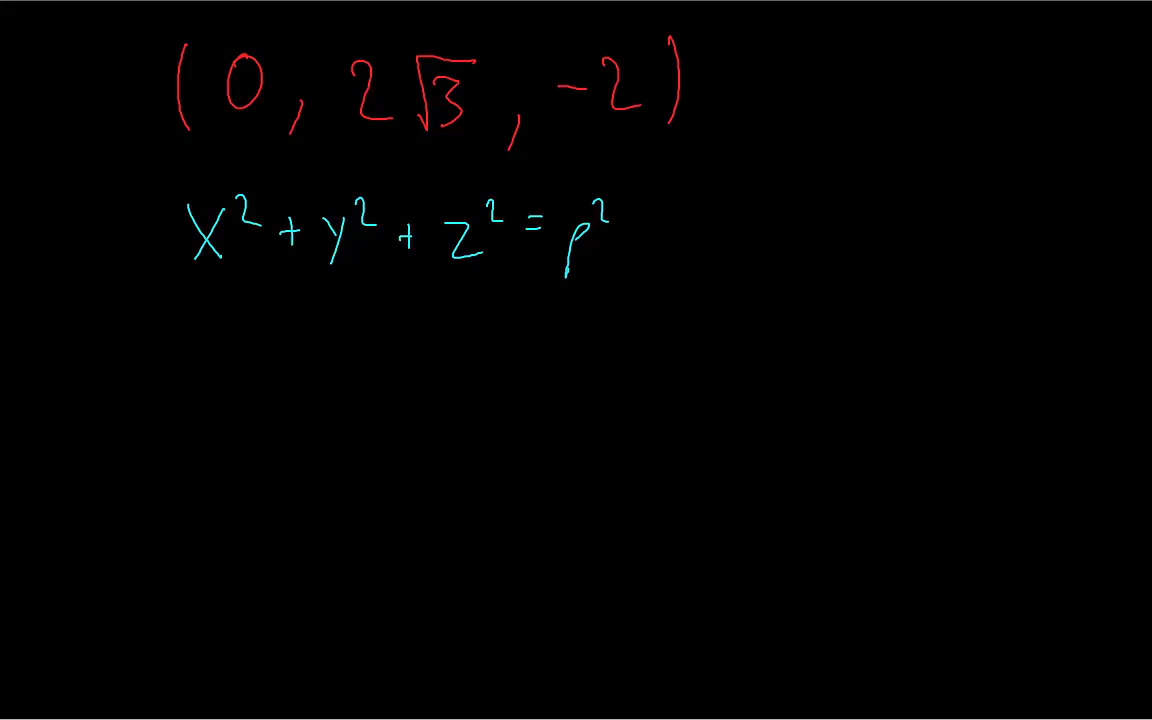 (0, 2√3, -2)
x² + y² + z² = ρ²